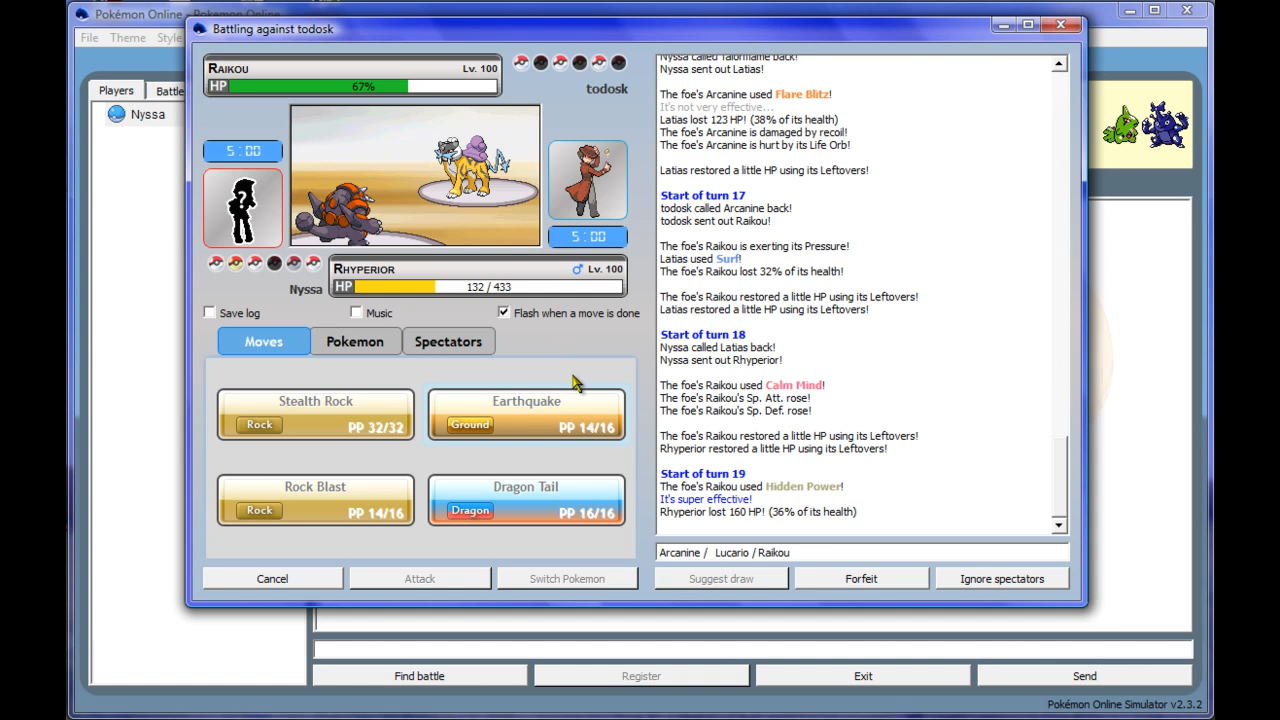 Pokémon Online - Pokémon Online
File Theme Style
Battling against todosk
Players Battle
Nyssa
RAIKOU Lv. 100
HP 67%
todosk
5:00
?
5:00
Nyssa
RHYPERIOR Lv. 100
HP 132 / 433
Save log Music Flash when a move is done
Moves Pokemon Spectators
Stealth Rock
Rock PP 32/32
Earthquake
Ground PP 14/16
Rock Blast
Rock PP 14/16
Dragon Tail
Dragon PP 16/16
Cancel Attack Switch Pokemon
Nyssa called Talonflame back!
Nyssa sent out Latias!
The foe's Arcanine used Flare Blitz!
It's not very effective...
Latias lost 123 HP! (38% of its health)
The foe's Arcanine is damaged by recoil!
The foe's Arcanine is hurt by its Life Orb!
Latias restored a little HP using its Leftovers!
Start of turn 17
todosk called Arcanine back!
todosk sent out Raikou!
The foe's Raikou is exerting its Pressure!
Latias used Surf!
The foe's Raikou lost 32% of its health!
The foe's Raikou restored a little HP using its Leftovers!
Latias restored a little HP using its Leftovers!
Start of turn 18
Nyssa called Latias back!
Nyssa sent out Rhyperior!
The foe's Raikou used Calm Mind!
The foe's Raikou's Sp. Att. rose!
The foe's Raikou's Sp. Def. rose!
The foe's Raikou restored a little HP using its Leftovers!
Rhyperior restored a little HP using its Leftovers!
Start of turn 19
The foe's Raikou used Hidden Power!
It's super effective!
Rhyperior lost 160 HP! (36% of its health)
Arcanine / Lucario / Raikou
Suggest draw Forfeit Ignore spectators
Find battle Register Exit Send
Pokémon Online Simulator v2.3.2